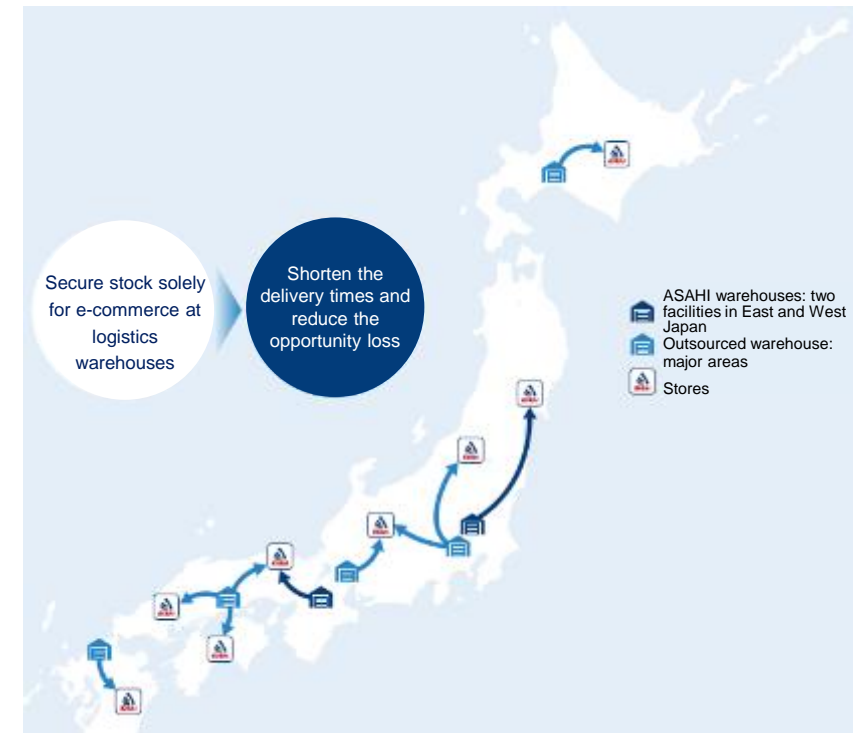 Secure stock solely
for e-commerce at
logistics
warehouses
Shorten the
delivery times and
reduce the
opportunity loss
ASAHI warehouses: two
facilities in East and West
Japan
Outsourced warehouse:
major areas
Stores